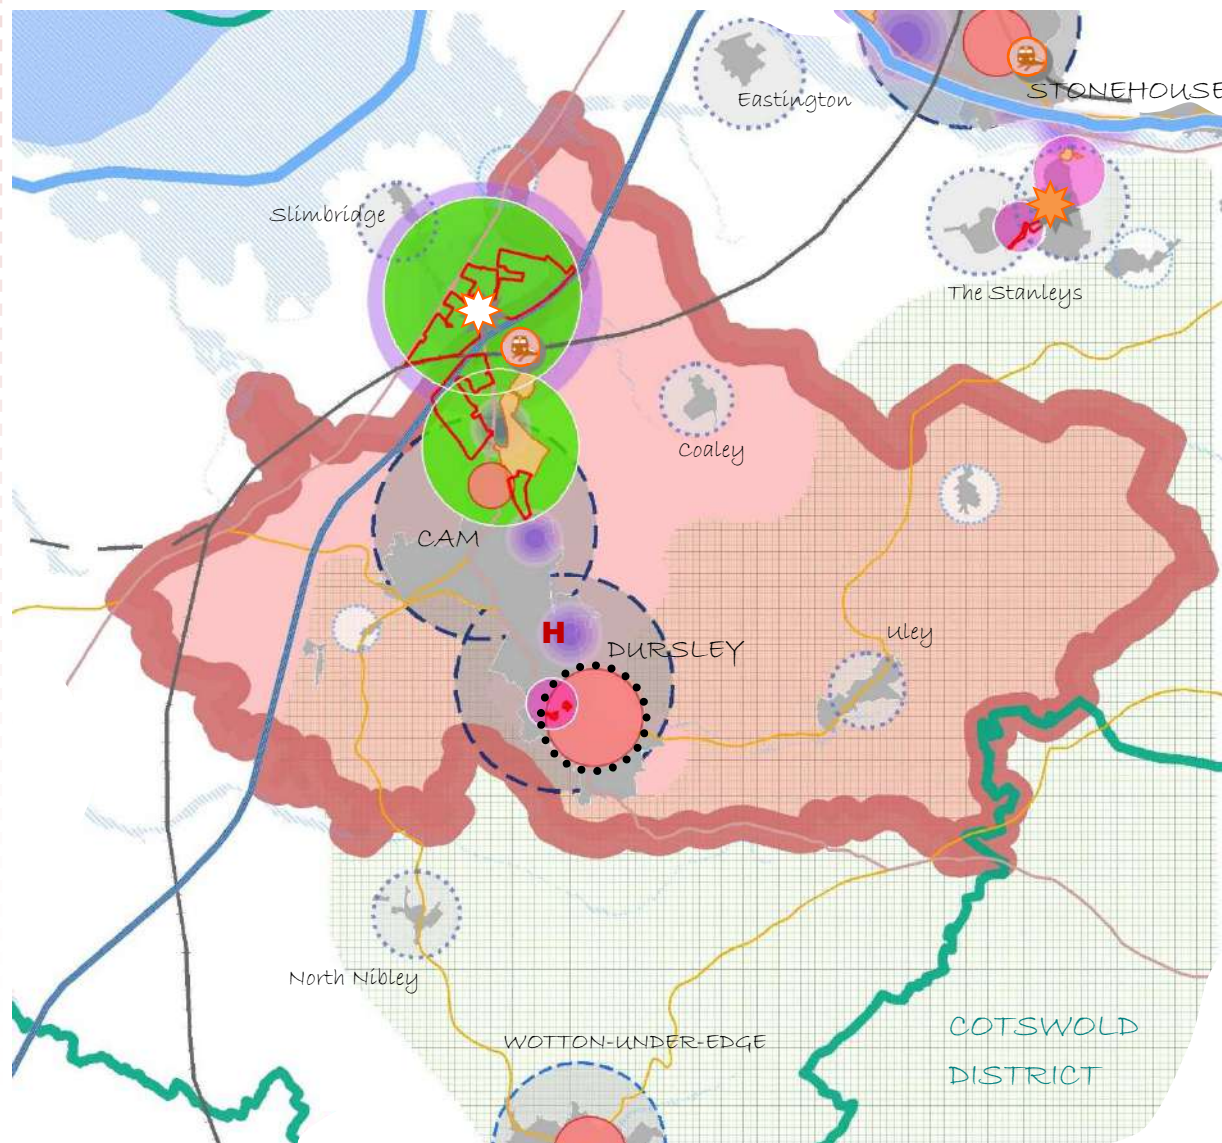 Eastington
STONEHOUSE
Slimbridge
The Stanleys
Coaley
CAM
H
DURSLEY
Uley
North Nibley
WOTTON-UNDER-EDGE
COTSWOLD
DISTRICT